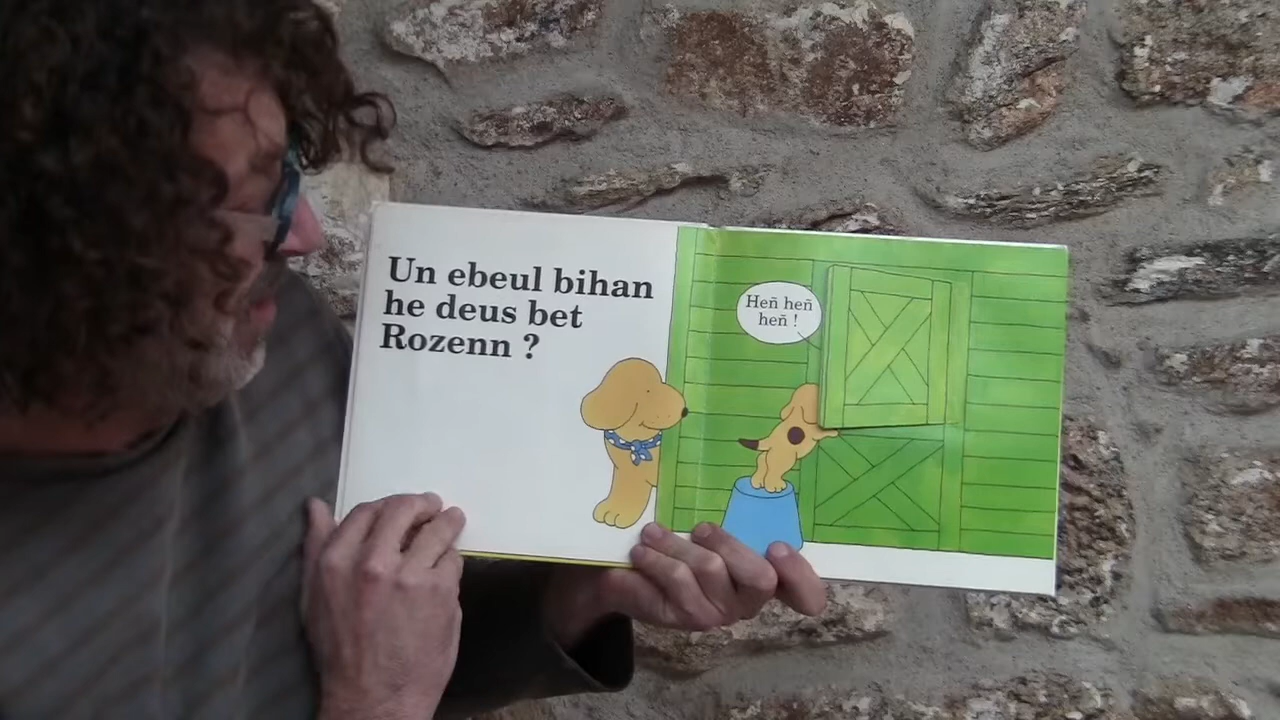 Un ebeul bihan
he deus bet
Rozenn ?
Heñ heñ
heñ !